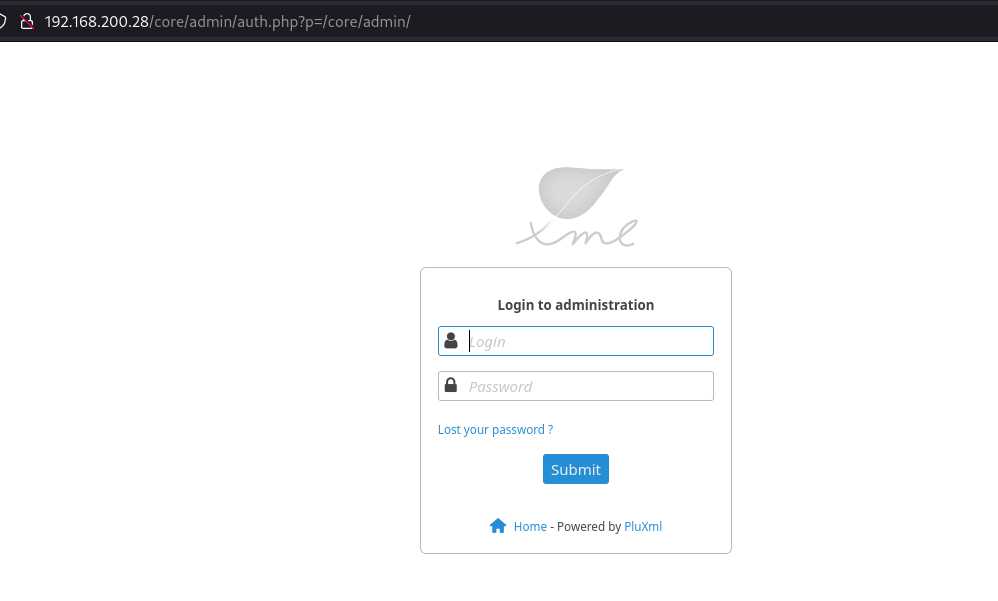 192.168.200.28/core/admin/auth.php?p=/core/admin/
xml
Login to administration
Login
Password
Lost your password ?
Submit
Home - Powered by PluXml